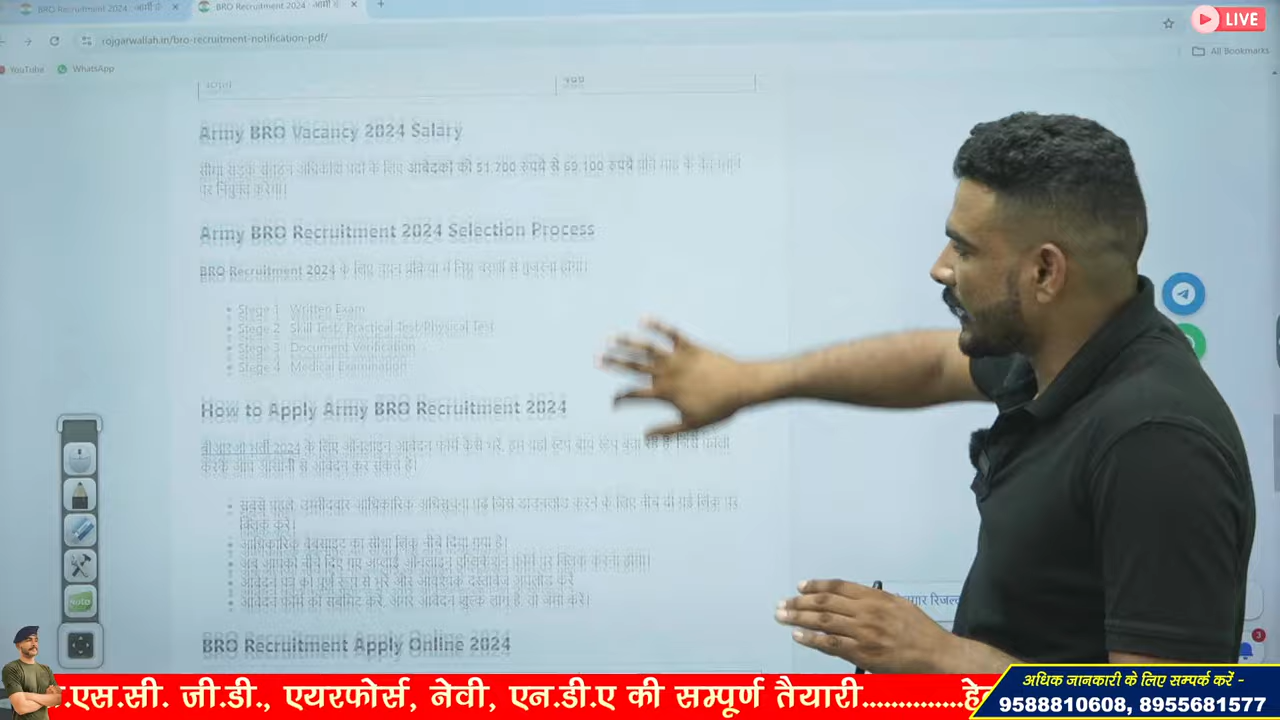 BRO Recruitment 2024 - आर्मी
BRO Recruitment 2024 - आर्मी
rojgarwallah.in/bro-recruitment-notification-pdf/
LIVE
All Bookmarks
YouTube
WhatsApp
Army BRO Vacancy 2024 Salary
सीमा सड़क संगठन अधिकांश पदों के लिए आवेदकों को 51,200 रुपये से 69,100 रुपये प्रति माह के वेतनमान
पर नियुक्त करेगा।
Army BRO Recruitment 2024 Selection Process
BRO Recruitment 2024 के लिए चयन प्रक्रिया में निम्न चरणों से गुजरना होगा।
Stage 1 Written Exam
Stage 2 Skill Test/ Practical Test/Physical Test
Stage 3 Document Verification
Stage 4 Medical Examination
How to Apply Army BRO Recruitment 2024
बीआरओ भर्ती 2024 के लिए ऑनलाइन आवेदन फॉर्म कैसे भरें, हम यहां स्टेप बाय स्टेप बता रहे
करके आप आसानी से आवेदन कर सकते हैं।
सबसे पहले, उम्मीदवार आधिकारिक अधिसूचना पढ़ें जिसे डाउनलोड करने के लिए नीचे दी गई लिंक पर
क्लिक करें।
आधिकारिक वेबसाइट का सीधा लिंक नीचे दिया गया है।
अब आपको नीचे दिए गए अप्लाई ऑनलाइन फॉर्म पर क्लिक करना होगा।
आवेदन पत्र को पूर्ण रूप से भरें और आवश्यक दस्तावेज अपलोड करें
आवेदन फॉर्म को सबमिट करें, अगर आवेदन शुल्क लागू है, तो जमा करें।
BRO Recruitment Apply Online 2024
Auto
3
.एस.सी. जी.डी., एयरफोर्स, नेवी, एन.डी.ए की सम्पूर्ण तैयारी..............हे
अधिक जानकारी के लिए सम्पर्क करें -
9588810608, 8955681577